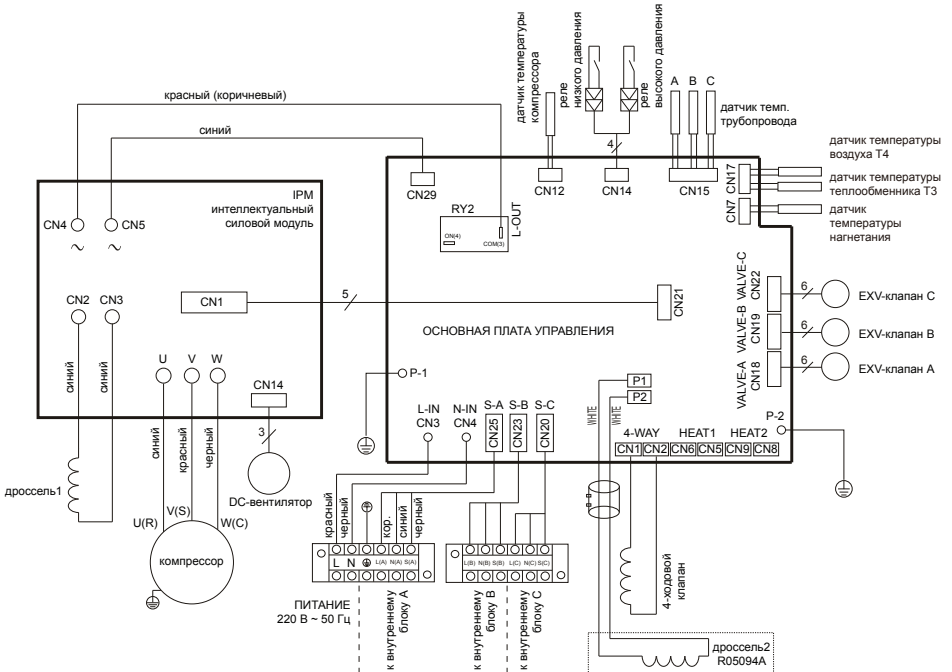 датчик температуры
компрессора
реле
низкого давления
реле
высокого давления
A B C
датчик темп.
трубопровода
красный (коричневый)
синий
4
датчик температуры
воздуха T4
датчик температуры
теплообменника T3
датчик
температуры
нагнетания
CN29
CN12
CN14
CN15
CN17
CN7
IPM
интеллектуальный
силовой модуль
CN4
CN5
RY2
ON(4)
COM(3)
L-OUT
CN2
CN3
CN1
5
CN21
ОСНОВНАЯ ПЛАТА УПРАВЛЕНИЯ
VALVE-C
CN22
6
EXV-клапан C
VALVE-B
CN19
6
EXV-клапан B
VALVE-A
CN18
6
EXV-клапан A
U
V
W
CN14
3
DC-вентилятор
синий
синий
синий
красный
черный
P-1
P1
P2
WHITE
WHITE
P-2
L-IN
CN3
N-IN
CN4
S-A
CN25
S-B
CN23
S-C
CN20
4-WAY HEAT1 HEAT2
CN1 CN2 CN6 CN5 CN9 CN8
дроссель1
U(R)
V(S)
W(C)
компрессор
красный
черный
кор.
синий
черный
L N L(A) N(A) S(A)
L(B) N(B) S(B) L(C) N(C) S(C)
ПИТАНИЕ
220 В ~ 50 Гц
к внутреннему
блоку A
к внутреннему
блоку B
к внутреннему
блоку C
4-ходовой
клапан
дроссель2
R05094A